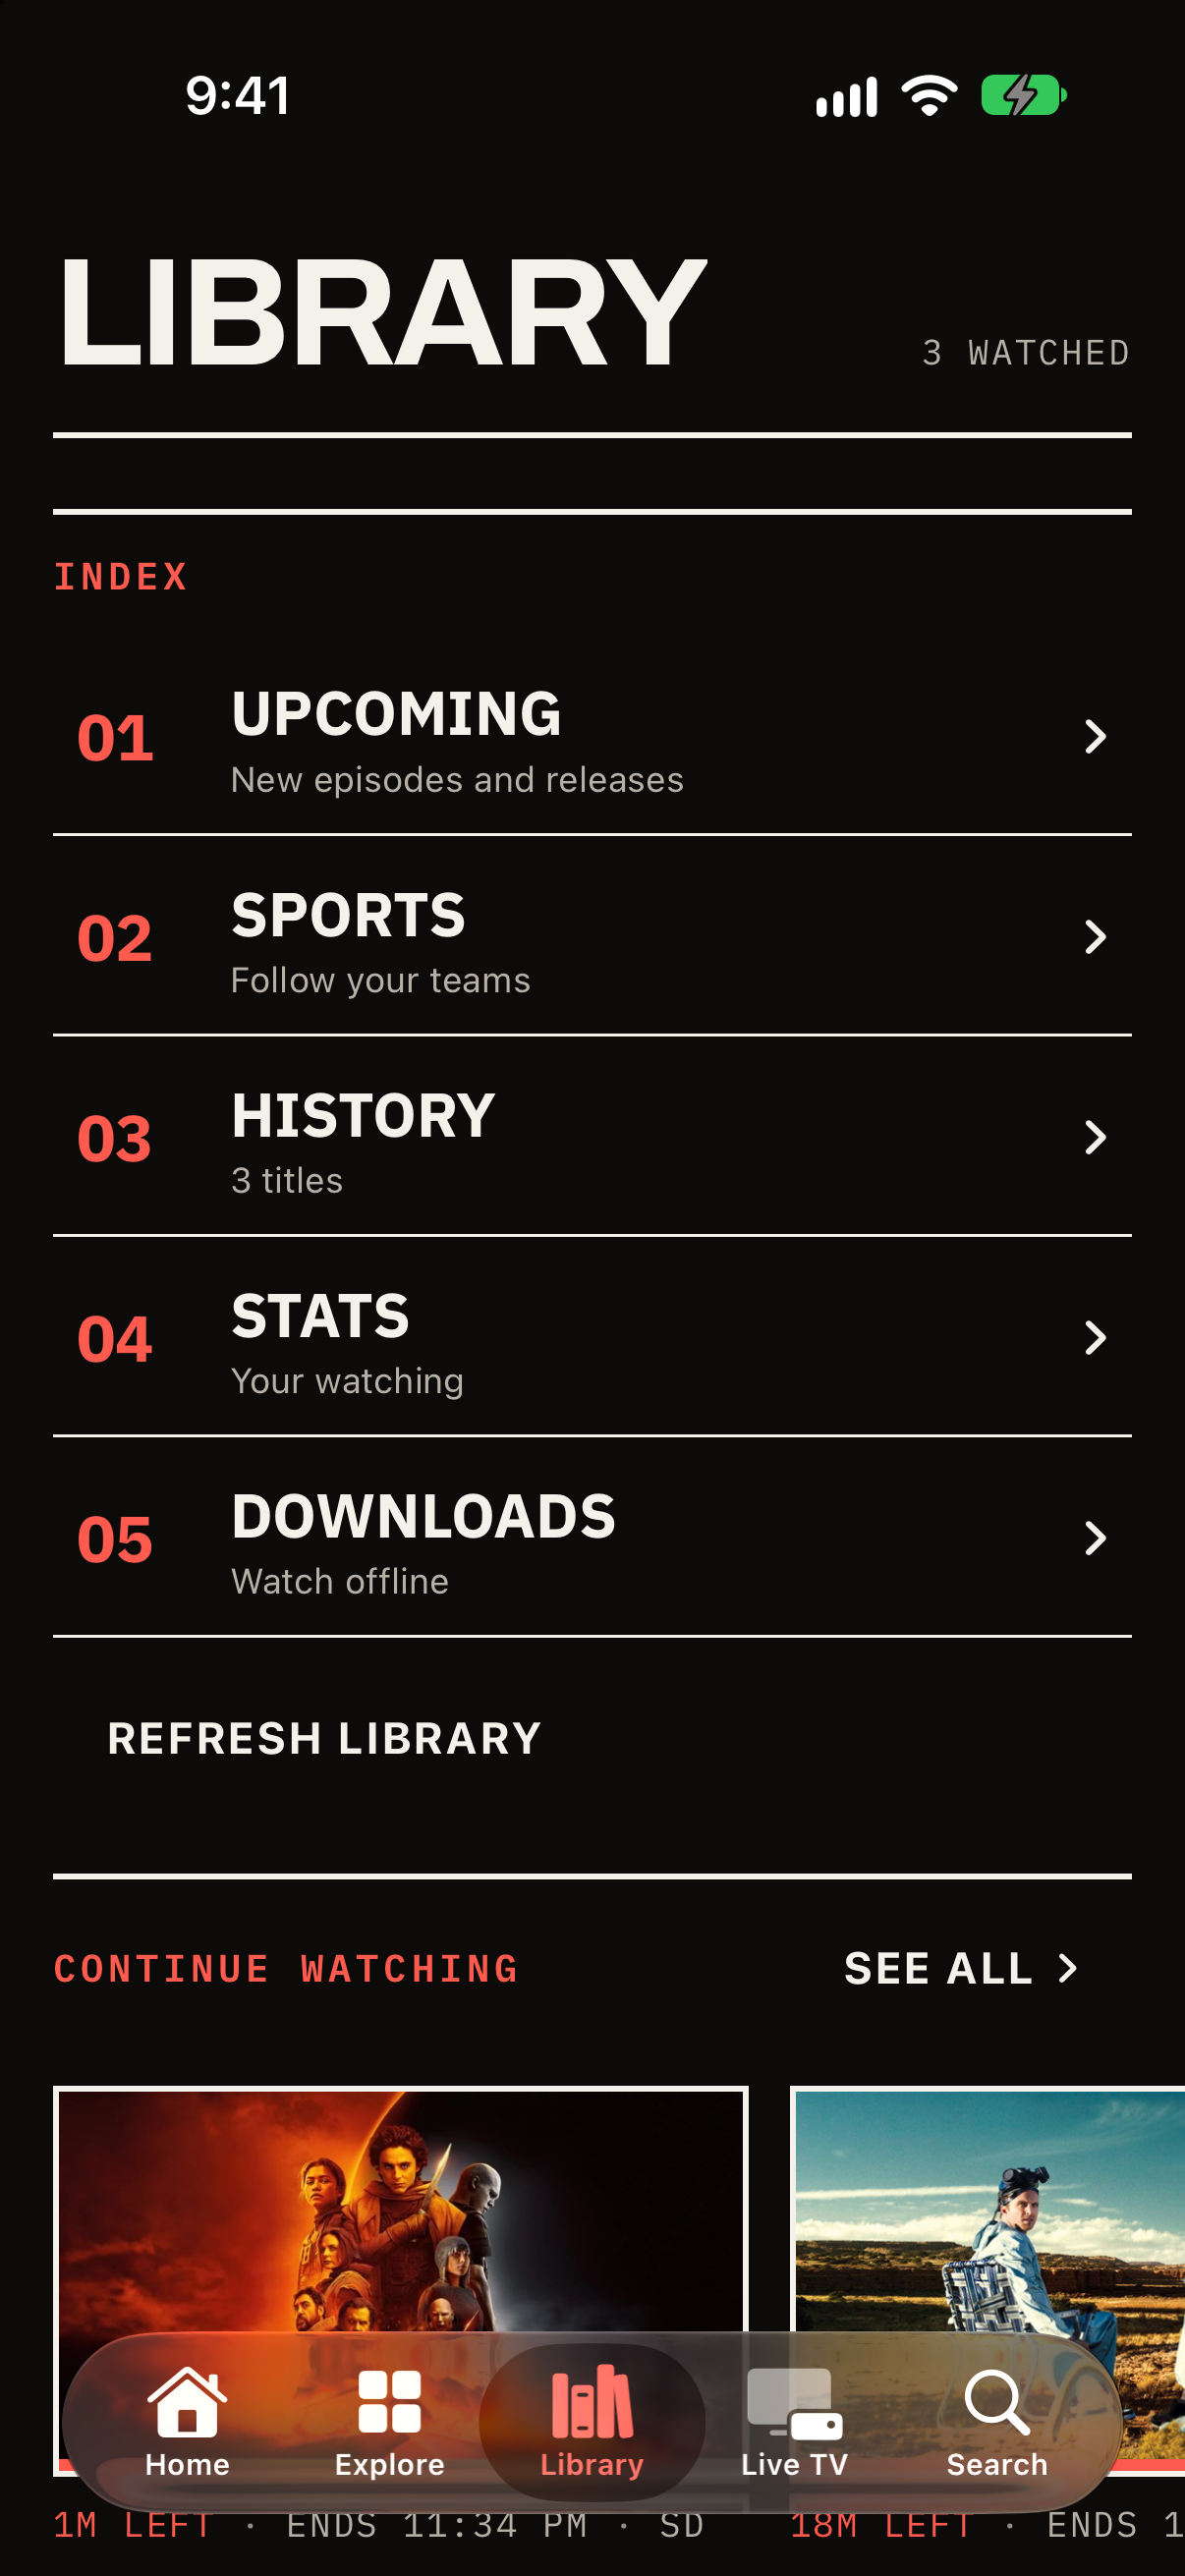 9:41
LIBRARY
3 WATCHED
INDEX
01
UPCOMING
New episodes and releases
02
SPORTS
Follow your teams
03
HISTORY
3 titles
04
STATS
Your watching
05
DOWNLOADS
Watch offline
REFRESH LIBRARY
CONTINUE WATCHING
SEE ALL
Home
Explore
Library
Live TV
Search
1M LEFT · ENDS 11:34 PM · SD
18M LEFT · ENDS 1